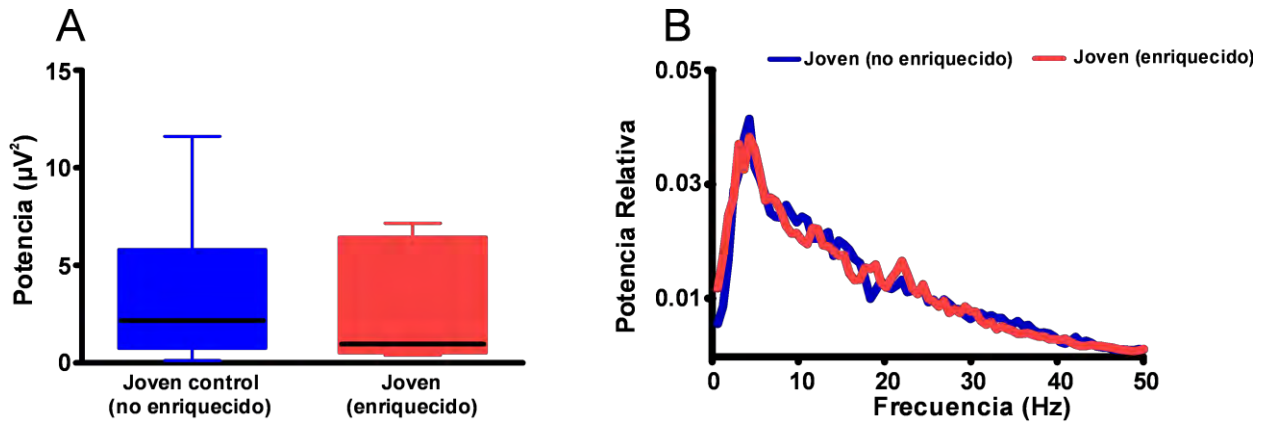 A
15
10
5
0
Potencia (µV²)
Joven control
(no enriquecido)
Joven
(enriquecido)
B
Joven (no enriquecido)
Joven (enriquecido)
0.05
0.03
0.01
Potencia Relativa
0 10 20 30 40 50
Frecuencia (Hz)